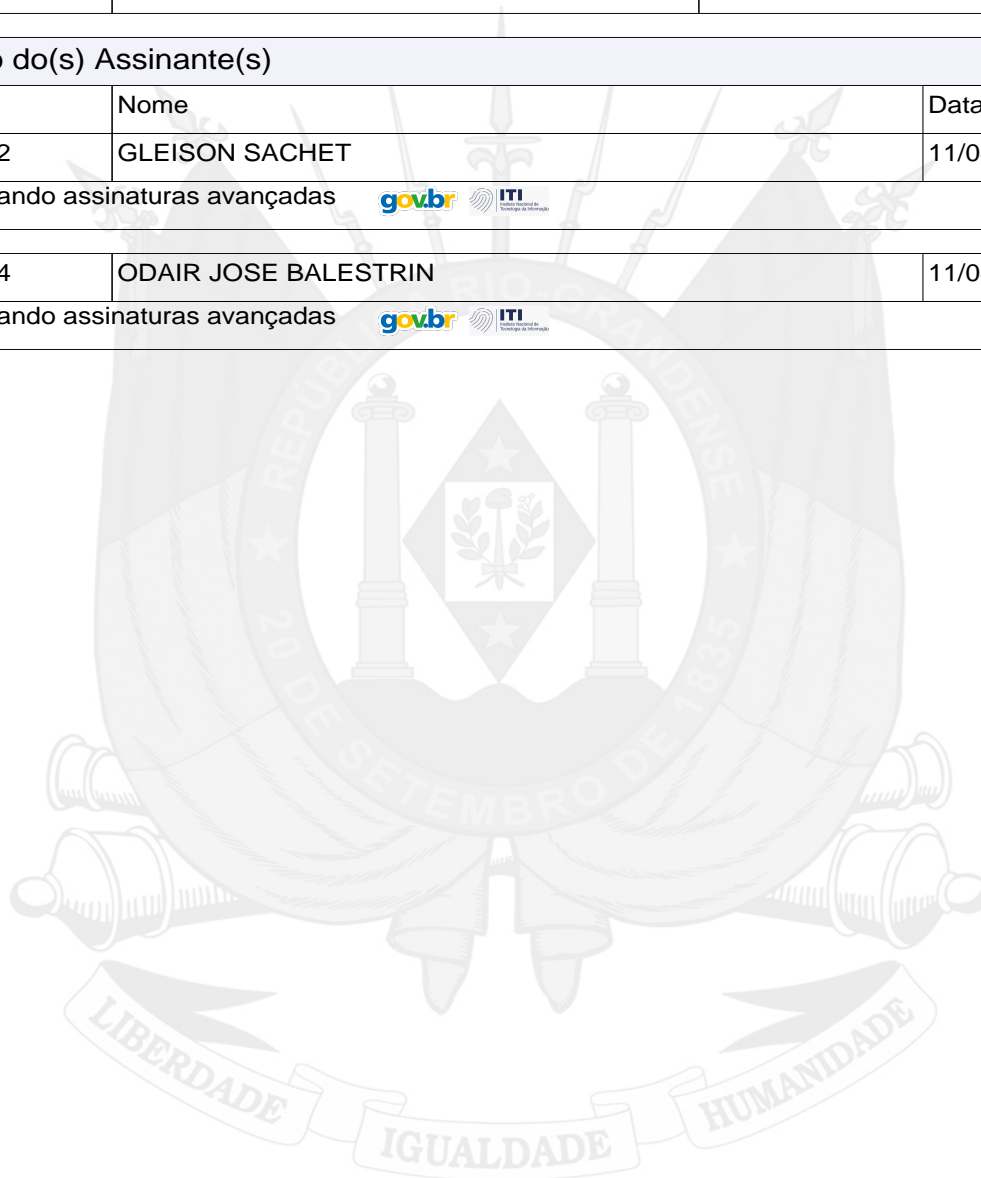 o do(s) Assinante(s)
Nome
Data
2
GLEISON SACHET
11/0
ando assinaturas avançadas gov.br ITI
4
ODAIR JOSE BALESTRIN
11/0
ando assinaturas avançadas gov.br ITI
REPÚBLICA RIO-GRANDENSE
20 DE SETEMBRO DE 1835
LIBERDADE
IGUALDADE
HUMANIDADE